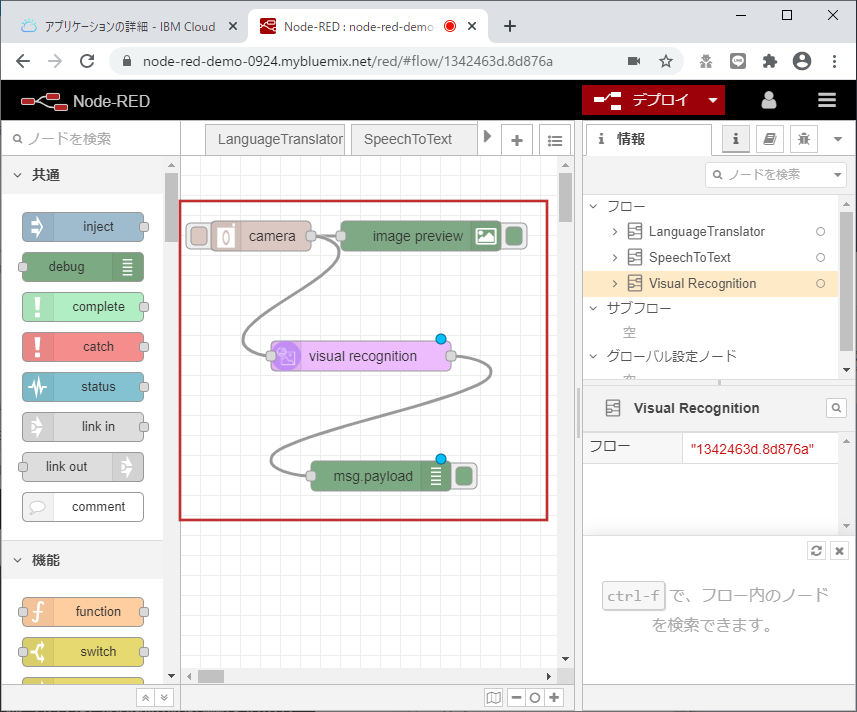 アプリケーションの詳細 - IBM Cloud
Node-RED : node-red-demo
node-red-demo-0924.mybluemix.net/red/#flow/1342463d.8d876a
Node-RED
デプロイ
ノードを検索
LanguageTranslator
SpeechToText
情報
共通
inject
debug
complete
catch
status
link in
link out
comment
機能
function
switch
camera
image preview
visual recognition
msg.payload
ノードを検索
フロー
LanguageTranslator
SpeechToText
Visual Recognition
サブフロー
空
グローバル設定ノード
空
Visual Recognition
フロー
"1342463d.8d876a"
ctrl-f で、フロー内のノード
を検索できます。